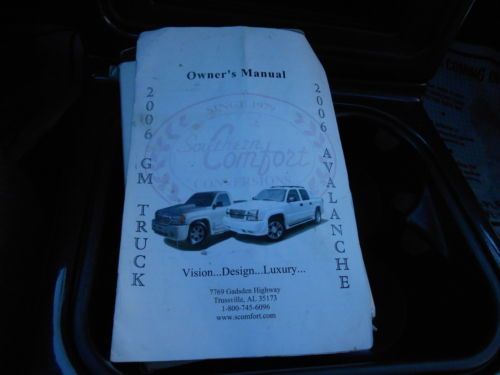 Owner's Manual
2006 GM TRUCK
2006 AVALANCHE
SINCE 1979
Southern
Comfort
CONVERSIONS
Vision...Design...Luxury...
7769 Gadsden Highway
Trussville, AL 35173
1-800-745-6096
www.scomfort.com